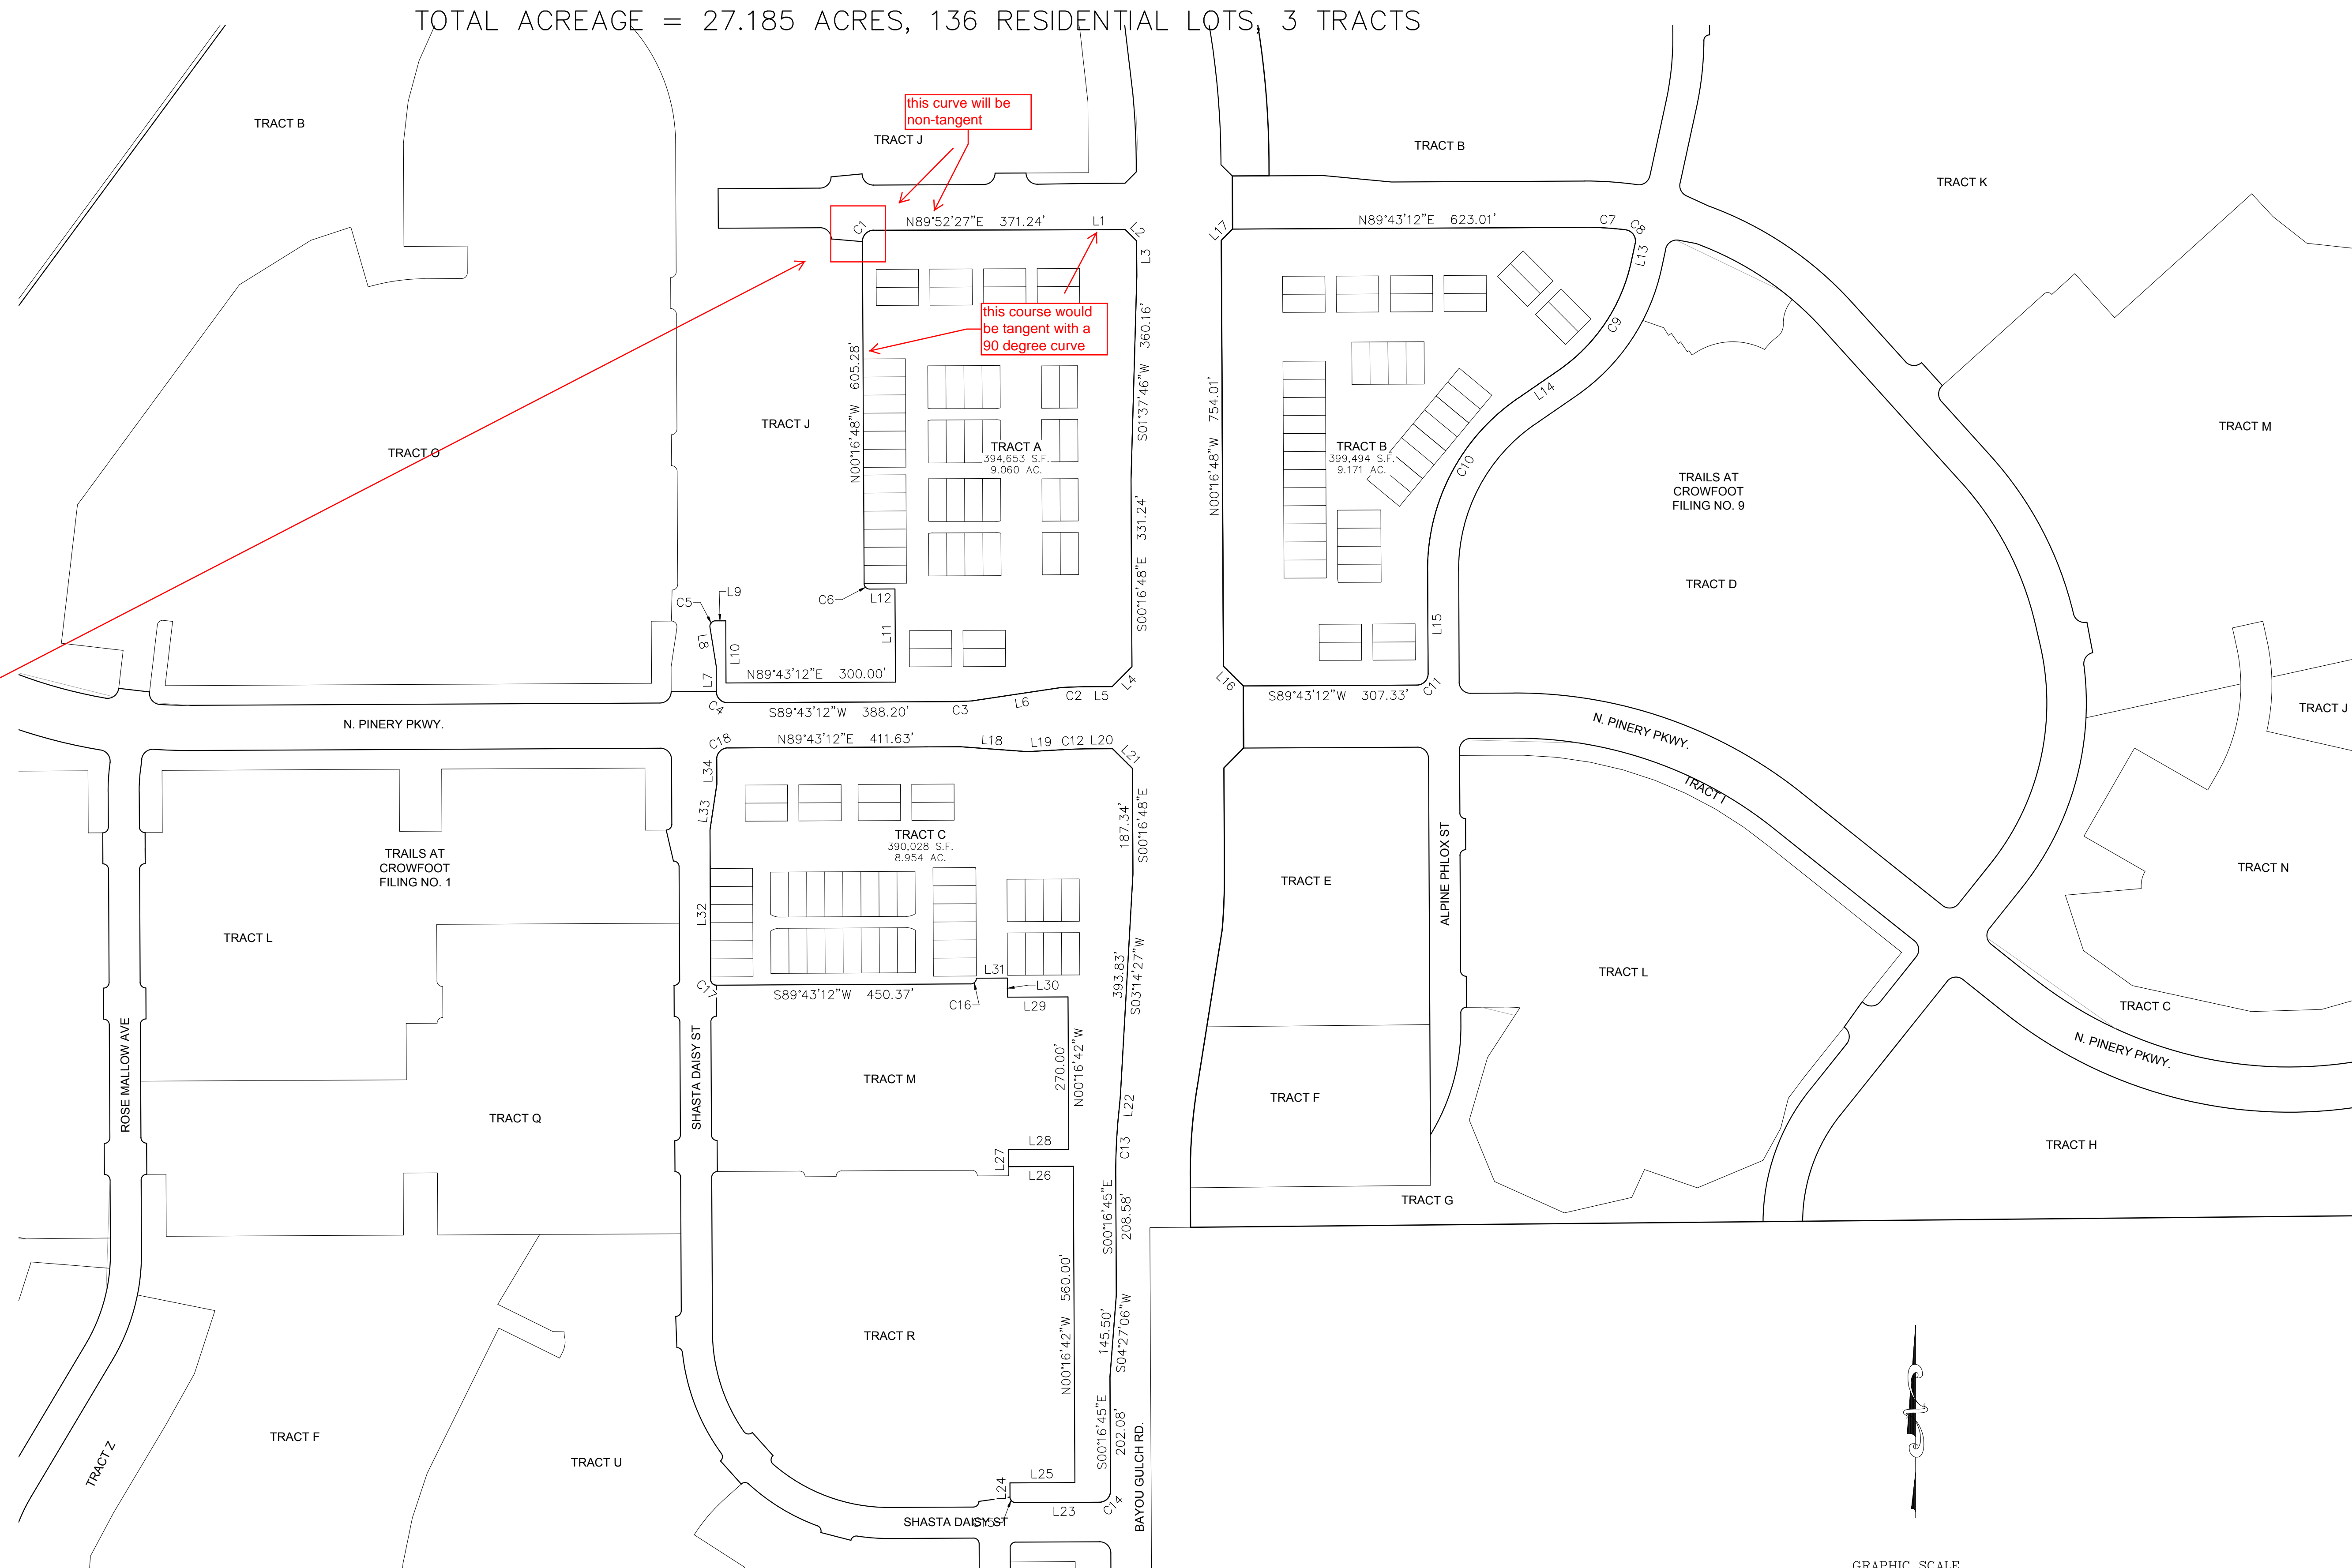 TOTAL ACREAGE = 27.185 ACRES, 136 RESIDENTIAL LOTS, 3 TRACTS
this curve will be
non-tangent
TRACT B
TRACT J
TRACT B
TRACT K
C1
N89°52'27"E 371.24'
L1
L2
L3
L17
N89°43'12"E 623.01'
C7
C8
L13
this course would
be tangent with a
90 degree curve
S01°37'46"W 360.16'
N00°16'48"W 605.28'
N00°16'48"W 754.01'
C9
L14
C10
TRACT O
TRACT J
TRACT A
394,653 S.F.
9.060 AC.
TRACT B
399,494 S.F.
9.171 AC.
TRAILS AT
CROWFOOT
FILING NO. 9
TRACT M
S00°16'48"E 331.24'
TRACT D
C5
L9
C6
L12
L11
L8
L10
L7
N89°43'12"E 300.00'
L15
L16
S89°43'12"W 307.33'
C11
C4
S89°43'12"W 388.20'
C3
L6
C2
L5
L4
N. PINERY PKWY.
N. PINERY PKWY.
TRACT J
C18
N89°43'12"E 411.63'
L18
L19
C12
L20
L21
L34
L33
187.34'
S00°16'48"E
TRACT I
TRACT C
390,028 S.F.
8.954 AC.
TRAILS AT
CROWFOOT
FILING NO. 1
ALPINE PHLOX ST
TRACT E
TRACT N
L32
TRACT L
393.83'
S03°14'27"W
TRACT L
C17
S89°43'12"W 450.37'
L31
L30
C16
L29
TRACT C
N. PINERY PKWY.
ROSE MALLOW AVE
SHASTA DAISY ST
TRACT M
270.00'
N00°16'42"W
L22
TRACT F
TRACT Q
L28
L27
L26
C13
TRACT H
TRACT G
S00°16'45"E
208.58'
N00°16'42"W 560.00'
TRACT R
145.50'
S04°27'06"W
S00°16'45"E
202.08'
BAYOU GULCH RD.
TRACT Z
TRACT F
TRACT U
L25
L24
L23
C14
C15
SHASTA DAISY ST
GRAPHIC SCALE